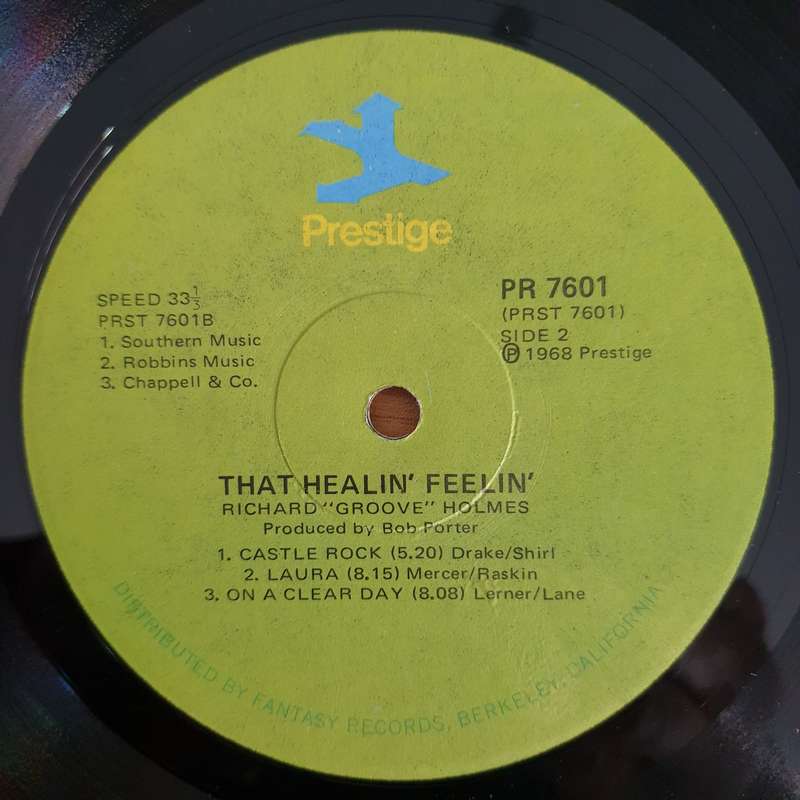 Prestige
SPEED 33⅓
PRST 7601B
1. Southern Music
2. Robbins Music
3. Chappell & Co.
PR 7601
(PRST 7601)
SIDE 2
℗ 1968 Prestige
THAT HEALIN' FEELIN'
RICHARD "GROOVE" HOLMES
Produced by Bob Porter
1. CASTLE ROCK (5.20) Drake/Shirl
2. LAURA (8.15) Mercer/Raskin
3. ON A CLEAR DAY (8.08) Lerner/Lane
DISTRIBUTED BY FANTASY RECORDS, BERKELEY, CALIFORNIA